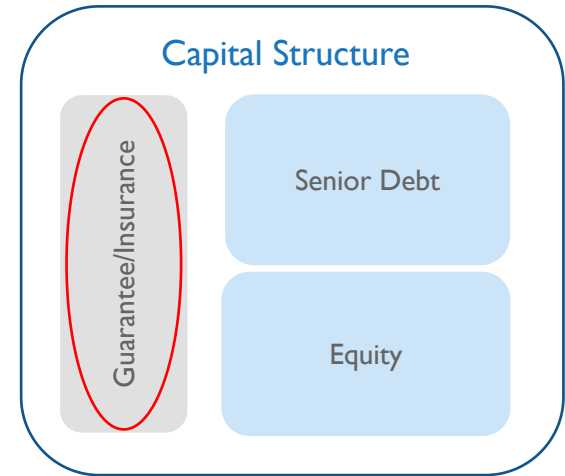 Capital Structure
Guarantee/Insurance
Senior Debt
Equity